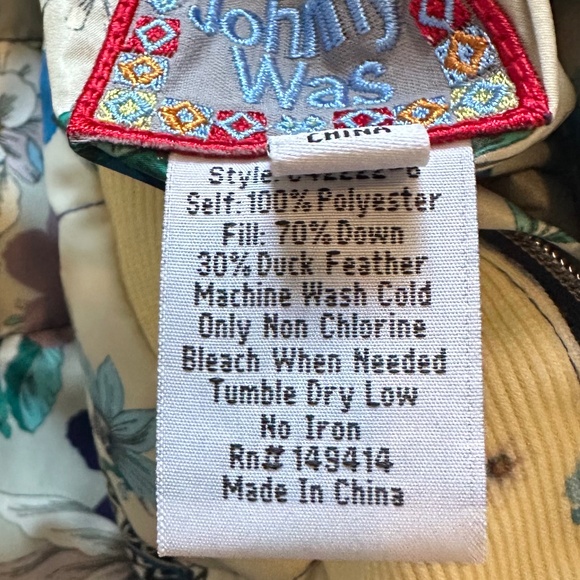 Johnny
Was
CHINA
Style
Self: 100% Polyester
Fill: 70% Down
30% Duck Feather
Machine Wash Cold
Only Non Chlorine
Bleach When Needed
Tumble Dry Low
No Iron
Rn# 149414
Made In China